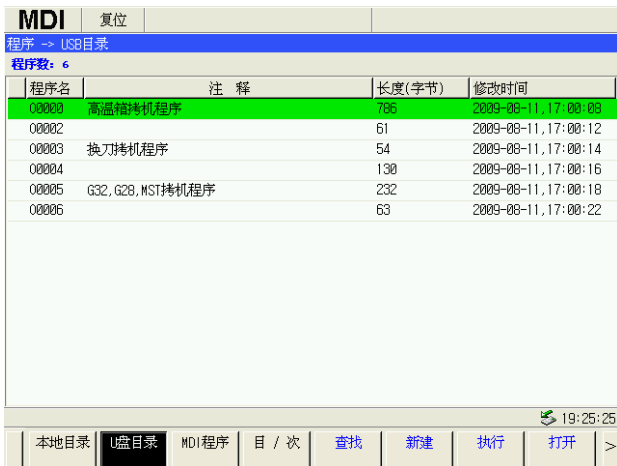 MDI 复位
程序 -> USB目录
程序数: 6
程序名 注 释 长度(字节) 修改时间
O0000 高温箱拷机程序 786 2009-08-11,17:00:08
O0002 61 2009-08-11,17:00:12
O0003 换刀拷机程序 54 2009-08-11,17:00:14
O0004 130 2009-08-11,17:00:16
O0005 G32,G28,MST拷机程序 232 2009-08-11,17:00:18
O0006 63 2009-08-11,17:00:22
19:25:25
本地目录 U盘目录 MDI程序 目 / 次 查找 新建 执行 打开 >